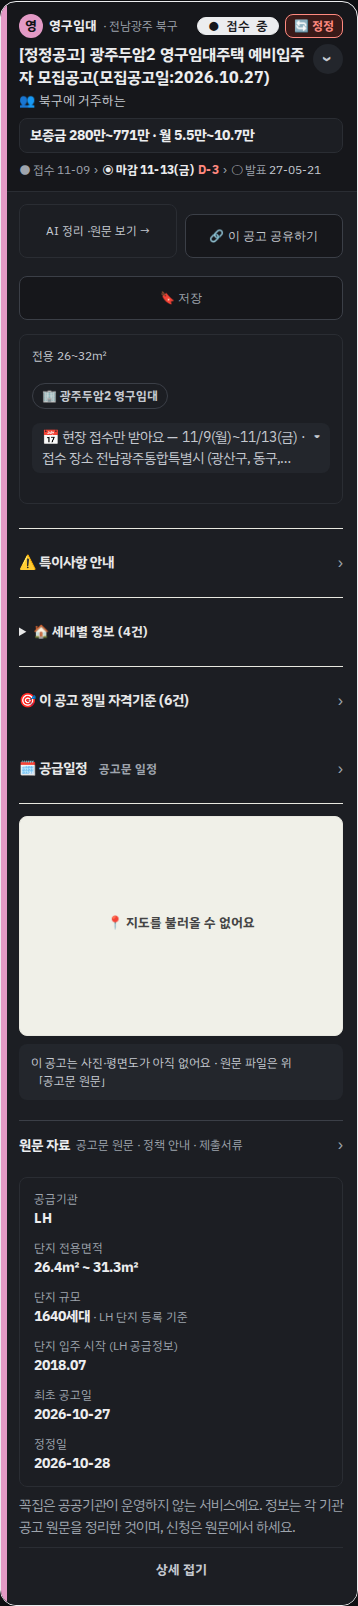 영 영구임대 · 전남광주 북구 ● 접수 중 🔄 정정
[정정공고] 광주두암2 영구임대주택 예비입주
자 모집공고(모집공고일:2026.10.27)
👥 북구에 거주하는
보증금 280만~771만 · 월 5.5만~10.7만
● 접수 11-09 › ◉ 마감 11-13(금) D-3 › ○ 발표 27-05-21
AI 정리 ·원문 보기 →
🔗 이 공고 공유하기
🔖 저장
전용 26~32m²
🏢 광주두암2 영구임대
📅 현장 접수만 받아요 — 11/9(월)~11/13(금) ·
접수 장소 전남광주통합특별시 (광산구, 동구,...
⚠️ 특이사항 안내 ›
▶ 🏠 세대별 정보 (4건)
🎯 이 공고 정밀 자격기준 (6건) ›
🗓️ 공급일정 공고문 일정 ›
📍 지도를 불러올 수 없어요
이 공고는 사진·평면도가 아직 없어요 · 원문 파일은 위
「공고문 원문」
원문 자료 공고문 원문 · 정책 안내 · 제출서류 ›
공급기관
LH
단지 전용면적
26.4m² ~ 31.3m²
단지 규모
1640세대 · LH 단지 등록 기준
단지 입주 시작 (LH 공급정보)
2018.07
최초 공고일
2026-10-27
정정일
2026-10-28
꼭집은 공공기관이 운영하지 않는 서비스예요. 정보는 각 기관
공고 원문을 정리한 것이며, 신청은 원문에서 하세요.
상세 접기